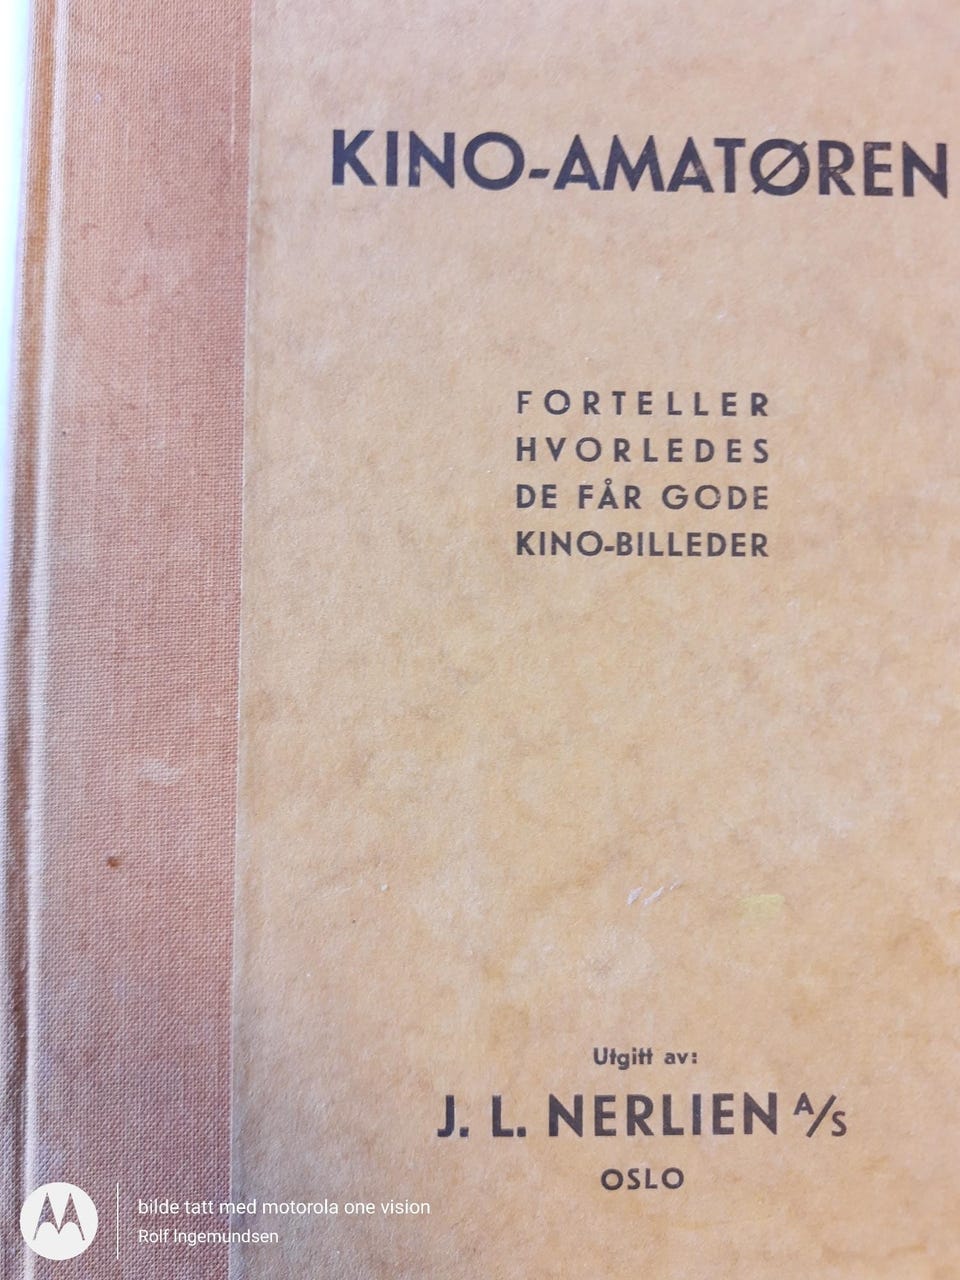 KINO-AMATØREN
FORTELLER
HVORLEDES
DE FÅR GODE
KINO-BILLEDER
Utgitt av:
J. L. NERLIEN A/S
OSLO
bilde tatt med motorola one vision
Rolf Ingemundsen